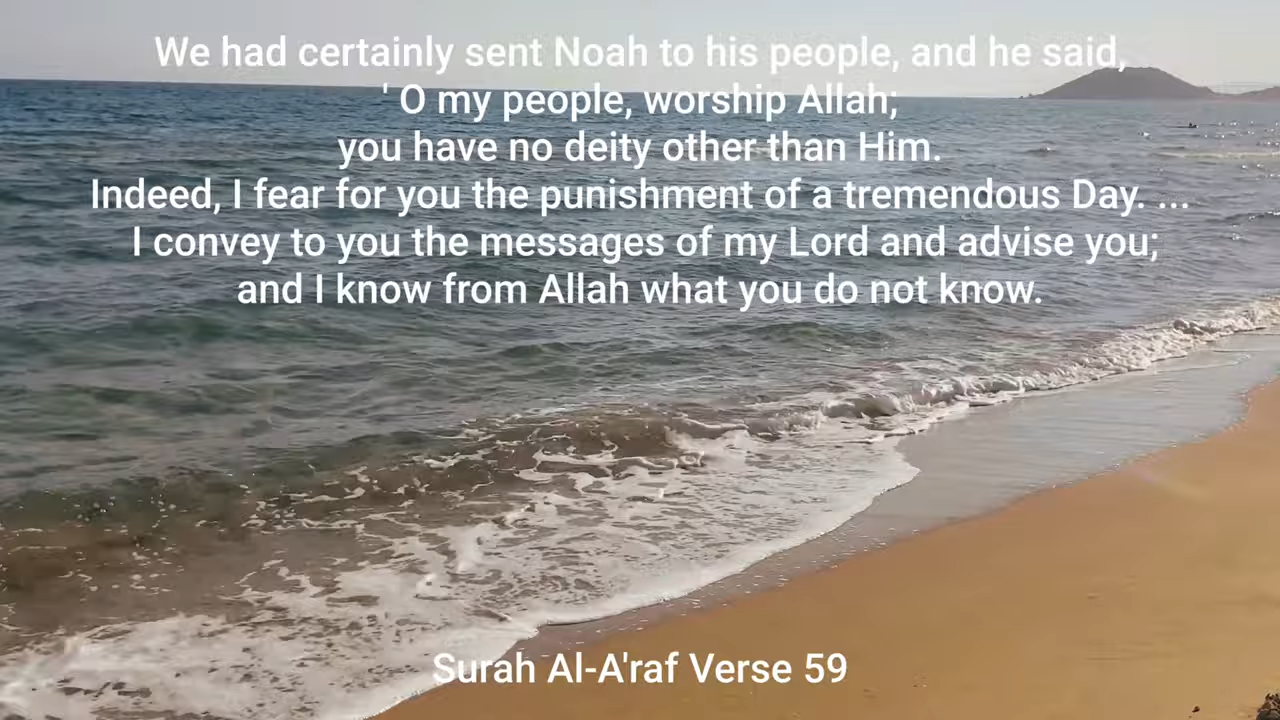 We had certainly sent Noah to his people, and he said,
' O my people, worship Allah;
you have no deity other than Him.
Indeed, I fear for you the punishment of a tremendous Day. ...
I convey to you the messages of my Lord and advise you;
and I know from Allah what you do not know.
Surah Al-A'raf Verse 59